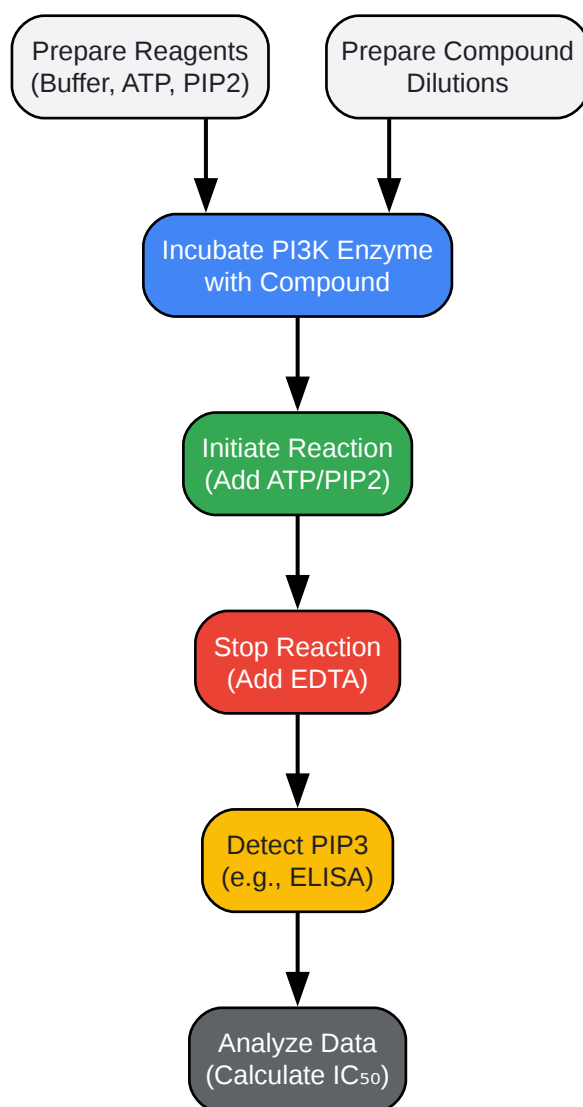 Prepare Reagents
(Buffer, ATP, PIP2)
Prepare Compound
Dilutions
Incubate PI3K Enzyme
with Compound
Initiate Reaction
(Add ATP/PIP2)
Stop Reaction
(Add EDTA)
Detect PIP3
(e.g., ELISA)
Analyze Data
(Calculate IC₅₀)